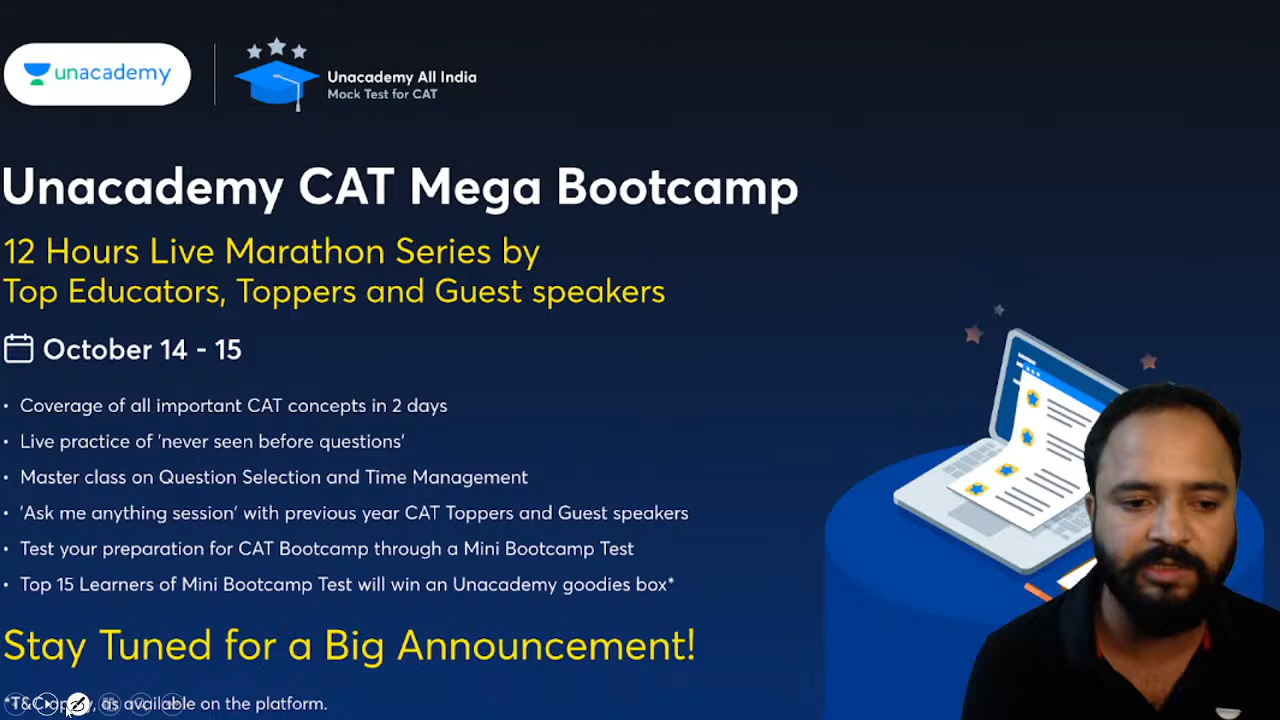 unacademy
Unacademy All India
Mock Test for CAT
Unacademy CAT Mega Bootcamp
12 Hours Live Marathon Series by
Top Educators, Toppers and Guest speakers
October 14 - 15
• Coverage of all important CAT concepts in 2 days
• Live practice of 'never seen before questions'
• Master class on Question Selection and Time Management
• 'Ask me anything session' with previous year CAT Toppers and Guest speakers
• Test your preparation for CAT Bootcamp through a Mini Bootcamp Test
• Top 15 Learners of Mini Bootcamp Test will win an Unacademy goodies box*
Stay Tuned for a Big Announcement!
*T&C as available on the platform.